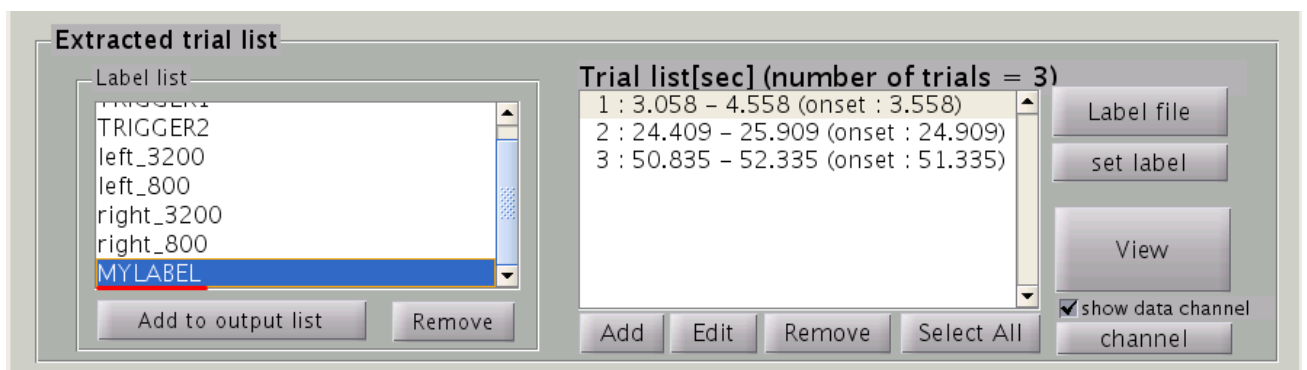 Extracted trial list
Label list
TRIGGER1
TRIGGER2
left_3200
left_800
right_3200
right_800
MYLABEL
Add to output list
Remove
Trial list[sec] (number of trials = 3)
1 : 3.058 – 4.558 (onset : 3.558)
2 : 24.409 – 25.909 (onset : 24.909)
3 : 50.835 – 52.335 (onset : 51.335)
Add
Edit
Remove
Select All
Label file
set label
View
show data channel
channel